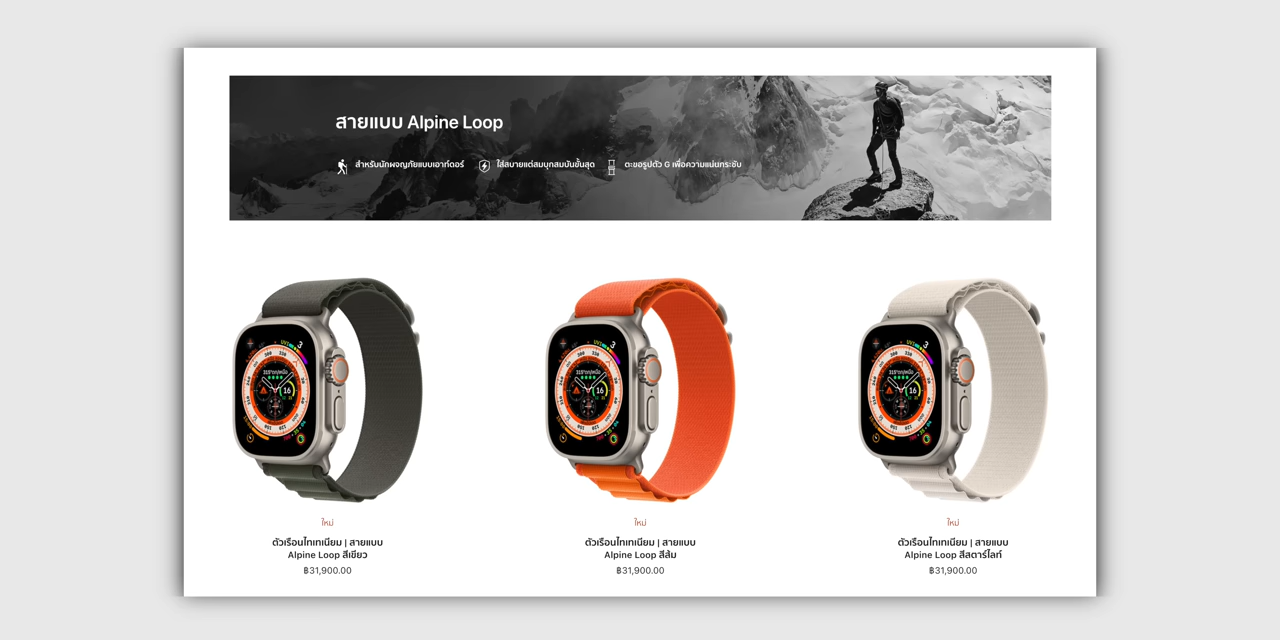 สายแบบ Alpine Loop
สำหรับนักผจญภัยแบบเอาท์ดอร์
ใส่สบายแต่สมบุกสมบันขั้นสุด
ตะขอรูปตัว G เพื่อความแน่นกระชับ
ใหม่
ตัวเรือนไทเทเนียม | สายแบบ
Alpine Loop สีเขียว
฿31,900.00
ใหม่
ตัวเรือนไทเทเนียม | สายแบบ
Alpine Loop สีส้ม
฿31,900.00
ใหม่
ตัวเรือนไทเทเนียม | สายแบบ
Alpine Loop สีสตาร์ไลท์
฿31,900.00